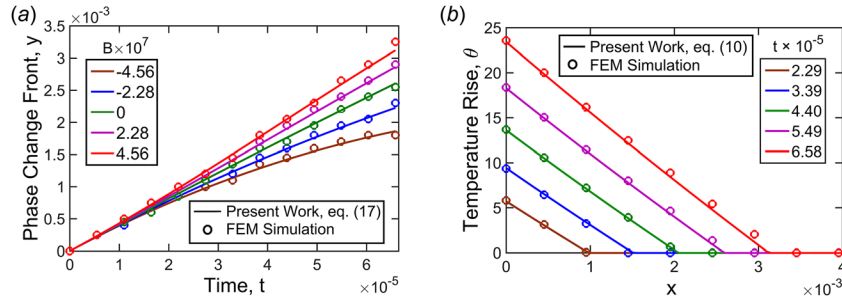 (a)
×10⁻³
3.5
3.0
2.5
2.0
1.5
1.0
0.5
0
Phase Change Front, y
B×10⁷
-4.56
-2.28
0
2.28
4.56
Present Work, eq. (17)
FEM Simulation
0 1 2 3 4 5 6
Time, t
×10⁻⁵
(b)
25
20
15
10
5
0
Temperature Rise, θ
Present Work, eq. (10)
FEM Simulation
t × 10⁻⁵
2.29
3.39
4.40
5.49
6.58
0 1 2 3 4
x
×10⁻³